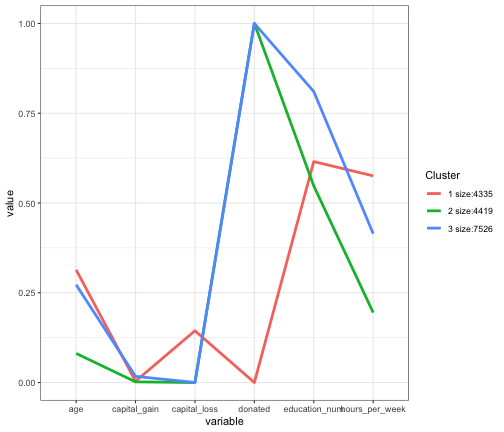 1.00
0.75
0.50
0.25
0.00
value
age capital_gain capital_loss donated education_num hours_per_week
variable
Cluster
1 size:4335
2 size:4419
3 size:7526